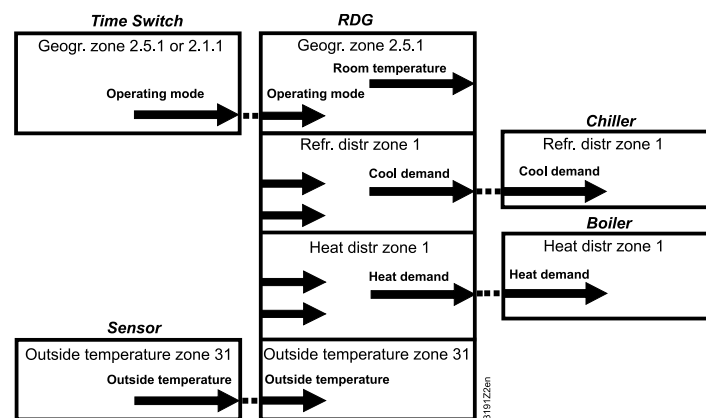 Time Switch
RDG
Geogr. zone 2.5.1 or 2.1.1
Geogr. zone 2.5.1
Room temperature
Operating mode
Operating mode
Chiller
Refr. distr zone 1
Refr. distr zone 1
Cool demand
Cool demand
Boiler
Heat distr zone 1
Heat distr zone 1
Heat demand
Heat demand
Sensor
Outside temperature zone 31
Outside temperature zone 31
Outside temperature
Outside temperature
3191Z2en